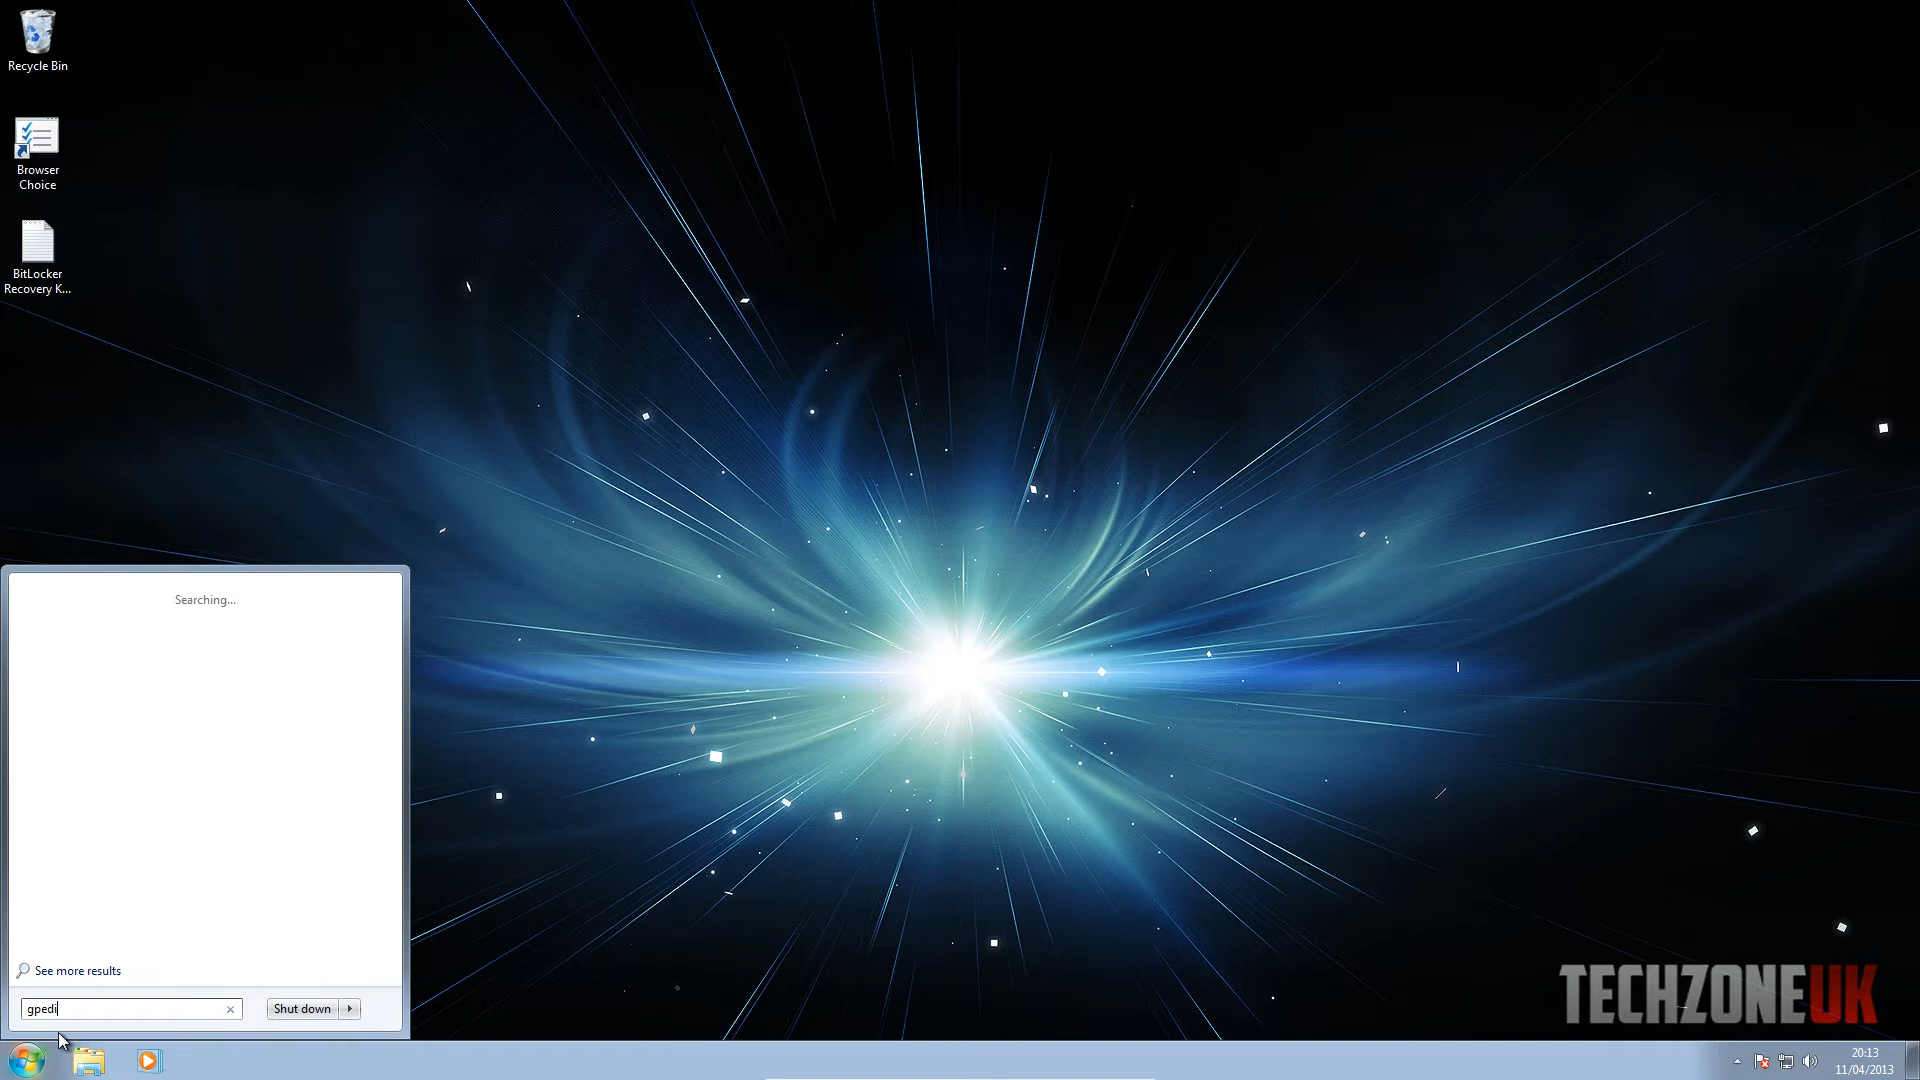 Recycle Bin
Browser
Choice
BitLocker
Recovery K...
Searching...
See more results
gpedi
Shut down
TECHZONEUK
20:13
11/04/2013